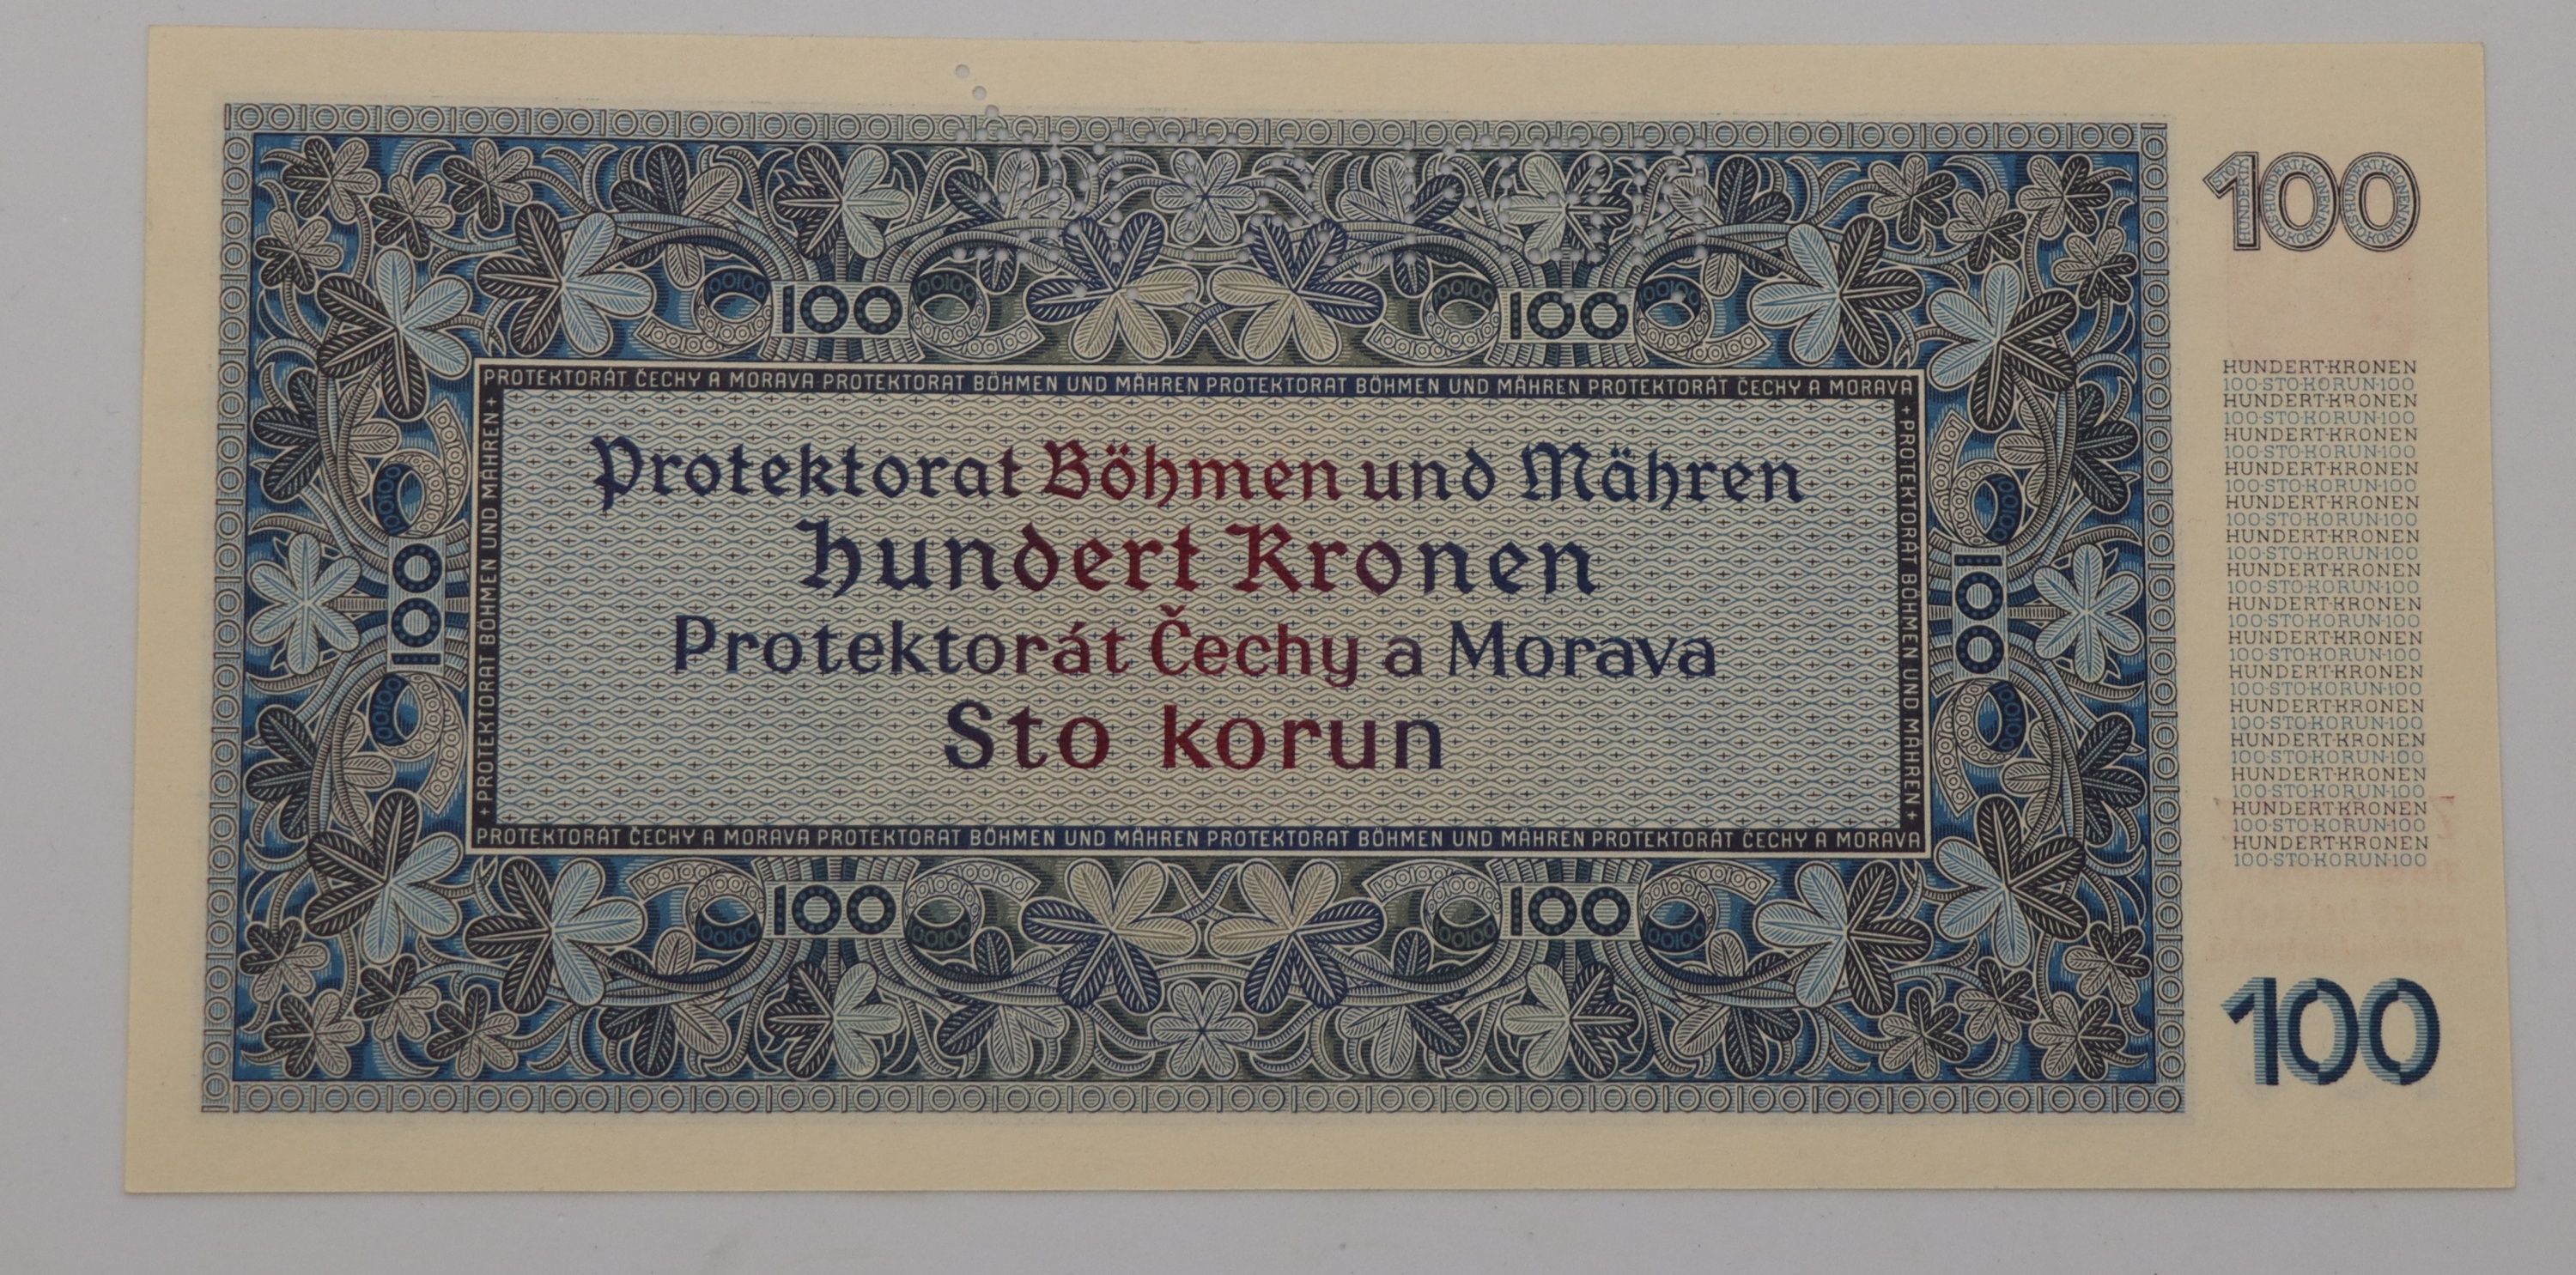 PROTEKTORÁT ČECHY A MORAVA PROTEKTORAT BÖHMEN UND MÄHREN PROTEKTORAT BÖHMEN UND MÄHREN PROTEKTORÁT ČECHY A MORAVA
+ PROTEKTORAT BÖHMEN UND MÄHREN +
+ PROTEKTORAT BÖHMEN UND MÄHREN +
100 100
Protektorat Böhmen und Mähren
hundert Kronen
Protektorát Čechy a Morava
Sto korun
100
100
PROTEKTORÁT ČECHY A MORAVA PROTEKTORAT BÖHMEN UND MÄHREN PROTEKTORAT BÖHMEN UND MÄHREN PROTEKTORÁT ČECHY A MORAVA
100 100
100
HUNDERT·KRONEN
100·STO·KORUN·100
HUNDERT·KRONEN
100·STO·KORUN·100
HUNDERT·KRONEN
100·STO·KORUN·100
HUNDERT·KRONEN
100·STO·KORUN·100
HUNDERT·KRONEN
100·STO·KORUN·100
HUNDERT·KRONEN
100·STO·KORUN·100
HUNDERT·KRONEN
100·STO·KORUN·100
HUNDERT·KRONEN
100·STO·KORUN·100
HUNDERT·KRONEN
100·STO·KORUN·100
HUNDERT·KRONEN
100·STO·KORUN·100
HUNDERT·KRONEN
100·STO·KORUN·100
HUNDERT·KRONEN
100·STO·KORUN·100
HUNDERT·KRONEN
100·STO·KORUN·100
HUNDERT·KRONEN
100·STO·KORUN·100
HUNDERT·KRONEN
100·STO·KORUN·100
100